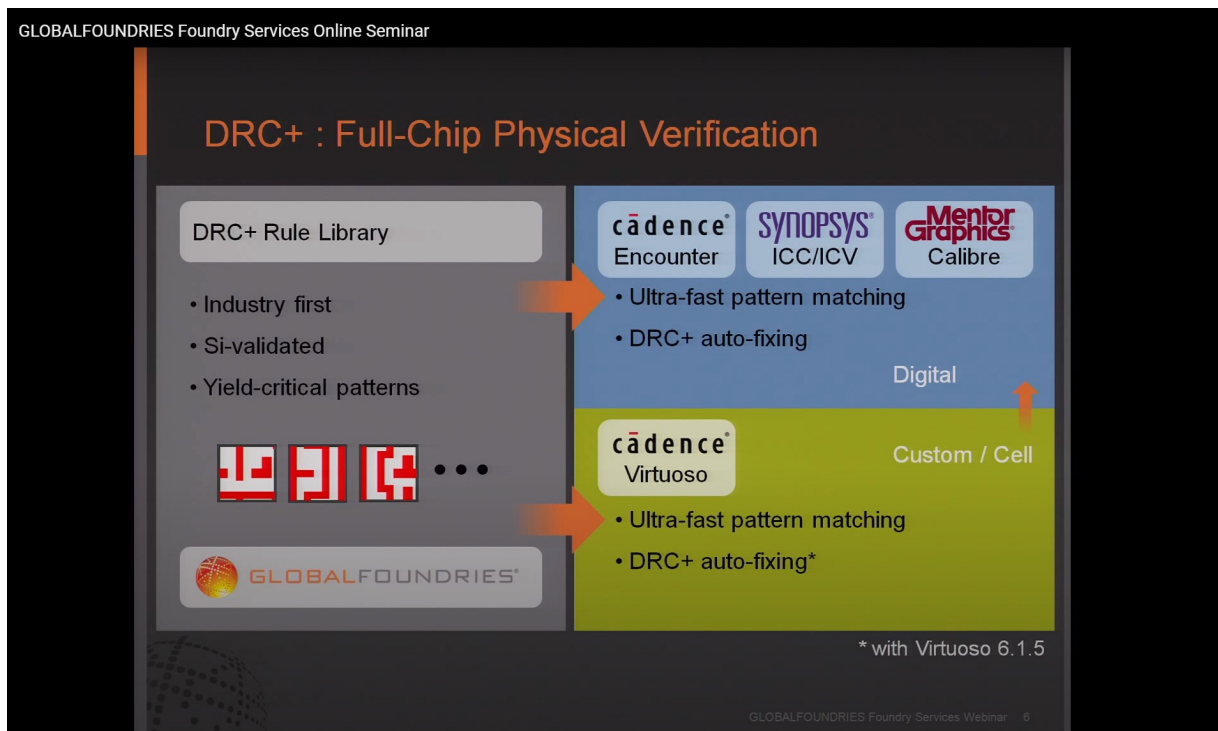 GLOBALFOUNDRIES Foundry Services Online Seminar
DRC+ : Full-Chip Physical Verification
DRC+ Rule Library
• Industry first
• Si-validated
• Yield-critical patterns
GLOBALFOUNDRIES®
cādence®
Encounter
SYNOPSYS®
ICC/ICV
Mentor
Graphics®
Calibre
• Ultra-fast pattern matching
• DRC+ auto-fixing
Digital
cādence®
Virtuoso
Custom / Cell
• Ultra-fast pattern matching
• DRC+ auto-fixing*
* with Virtuoso 6.1.5
GLOBALFOUNDRIES Foundry Services Webinar 6